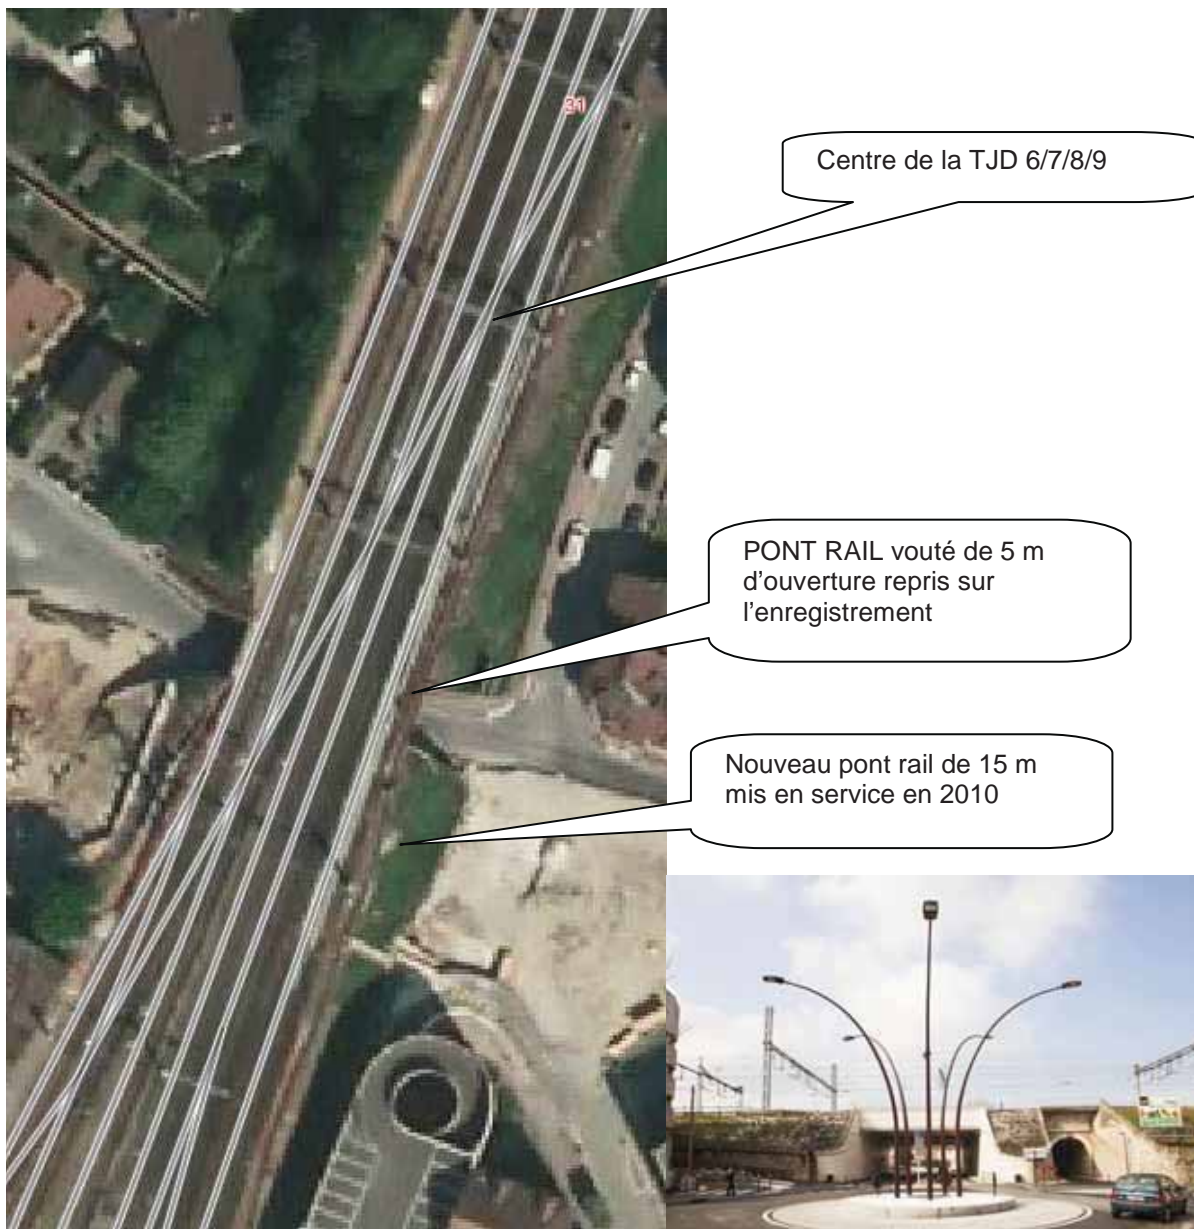 31
Centre de la TJD 6/7/8/9
PONT RAIL vouté de 5 m
d’ouverture repris sur
l’enregistrement
Nouveau pont rail de 15 m
mis en service en 2010